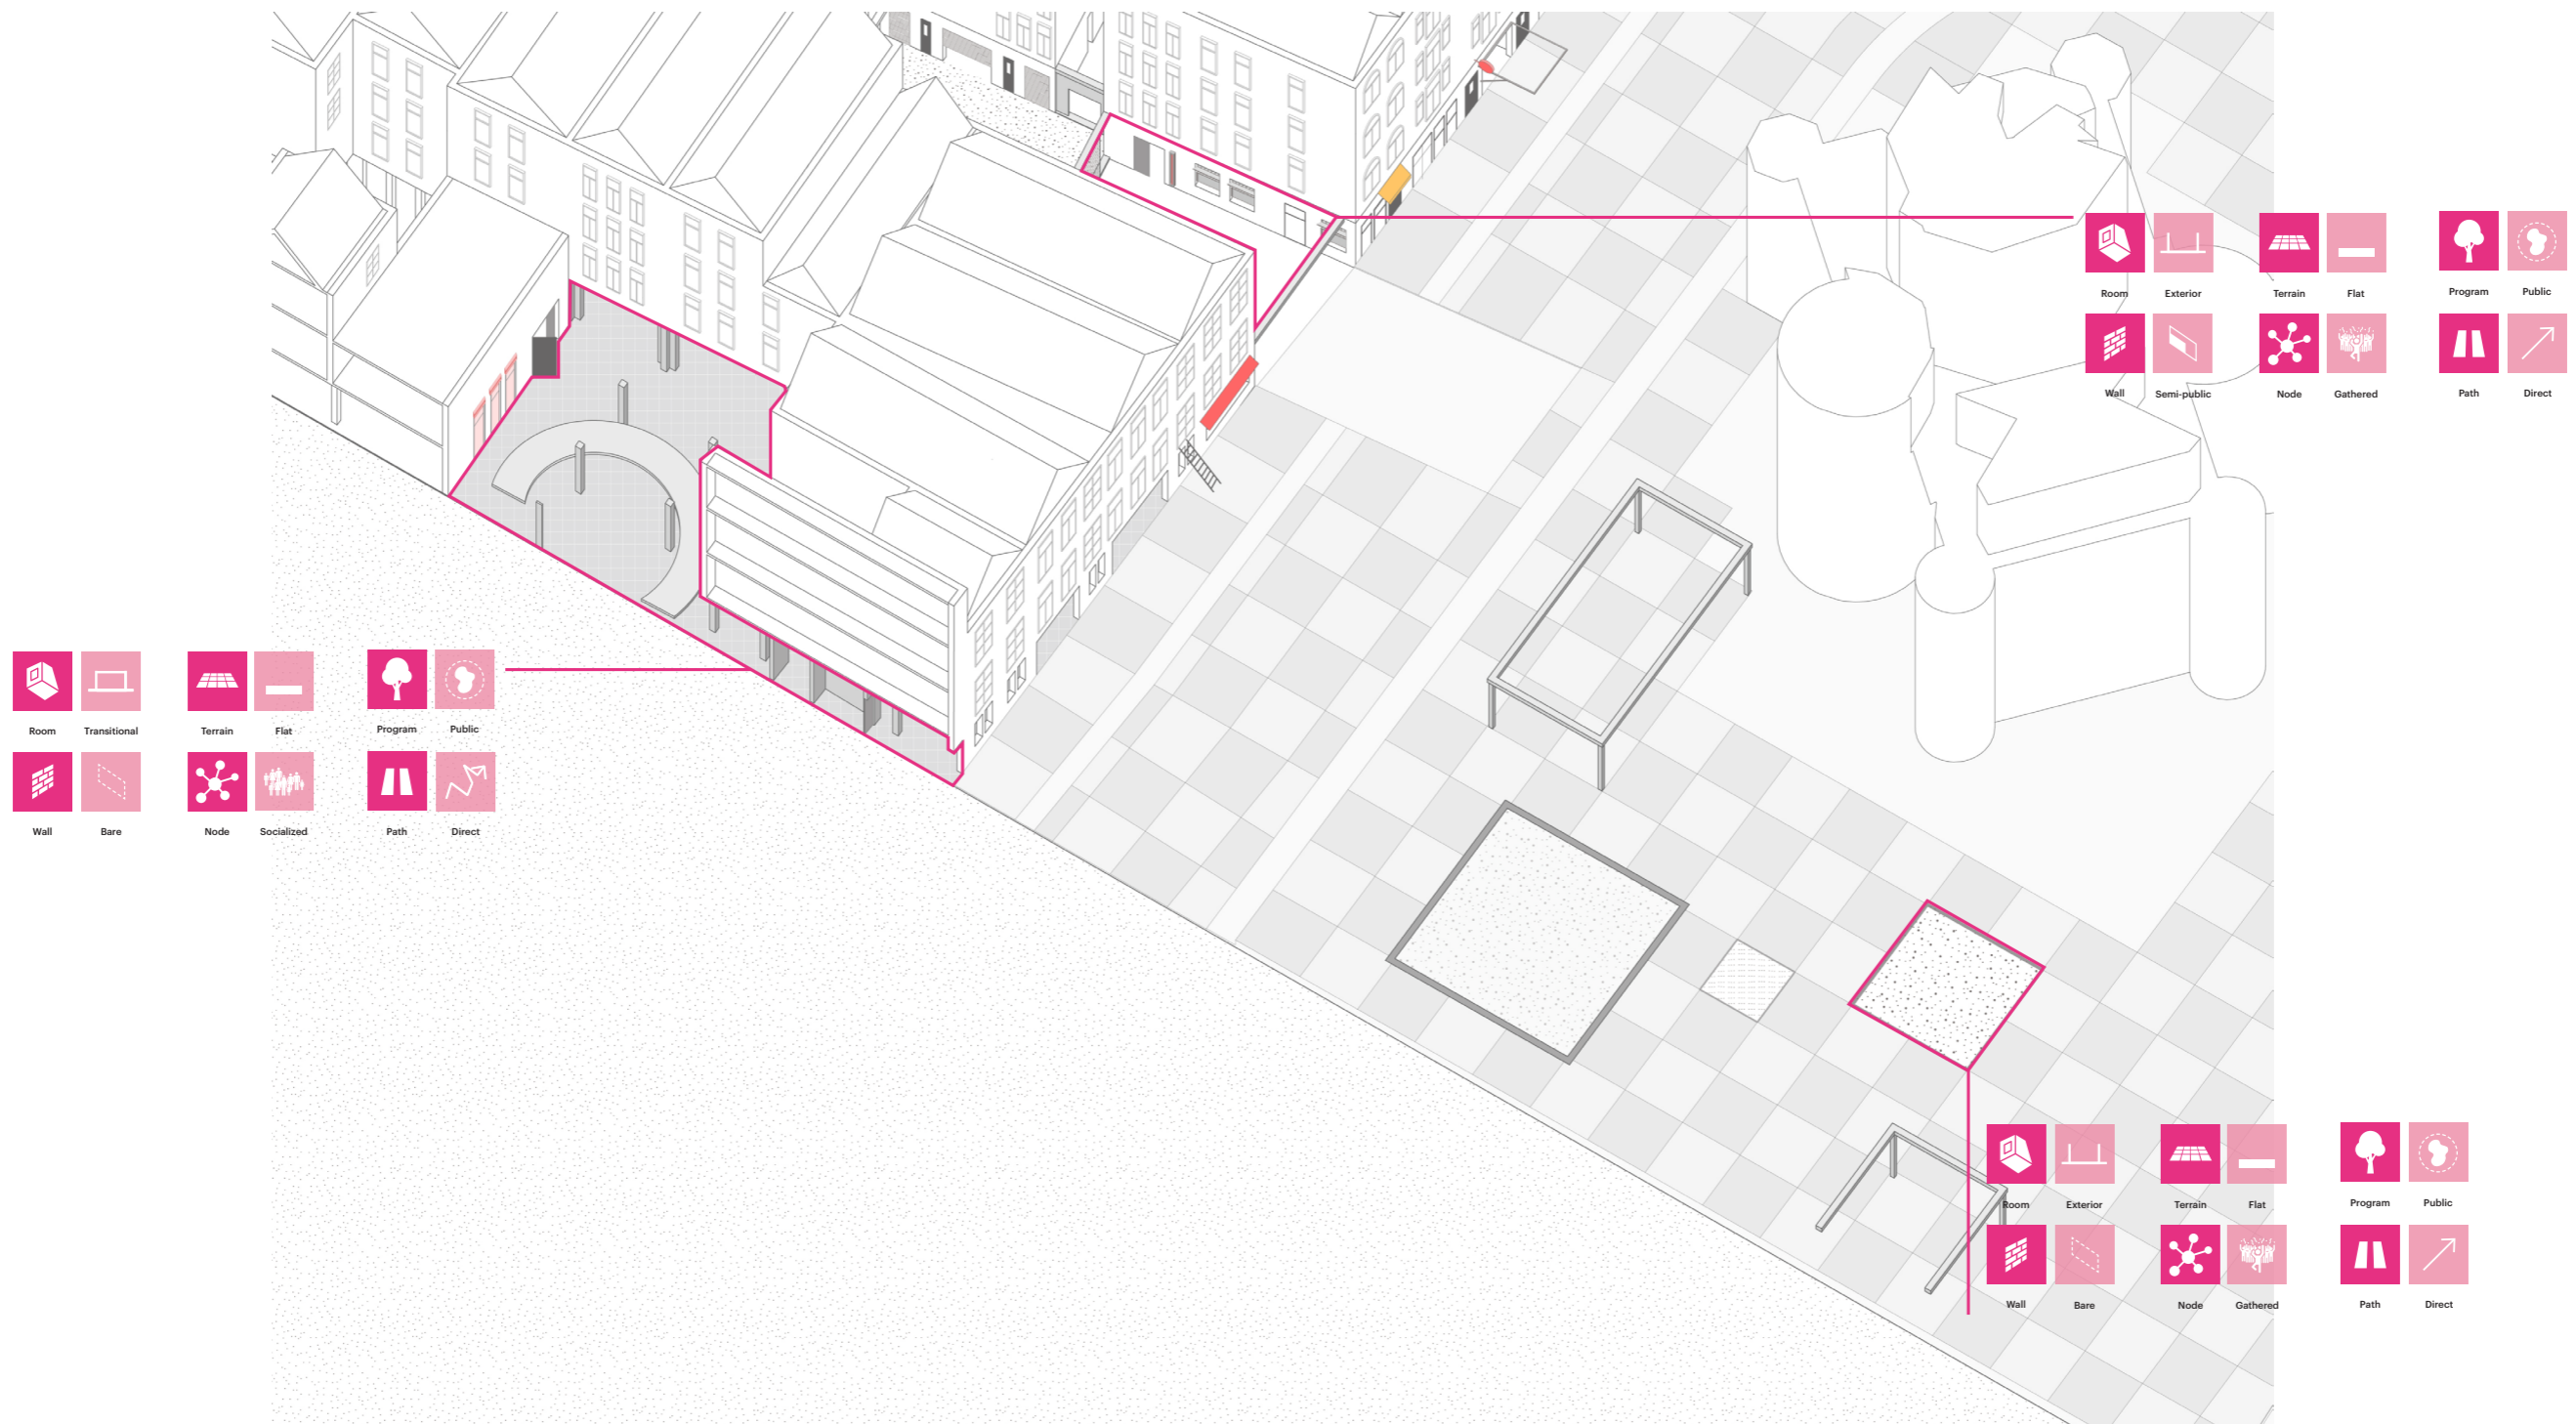 Room Exterior Terrain Flat Program Public
Wall Semi-public Node Gathered Path Direct
Room Transitional Terrain Flat Program Public
Wall Bare Node Socialized Path Direct
Room Exterior Terrain Flat Program Public
Wall Bare Node Gathered Path Direct